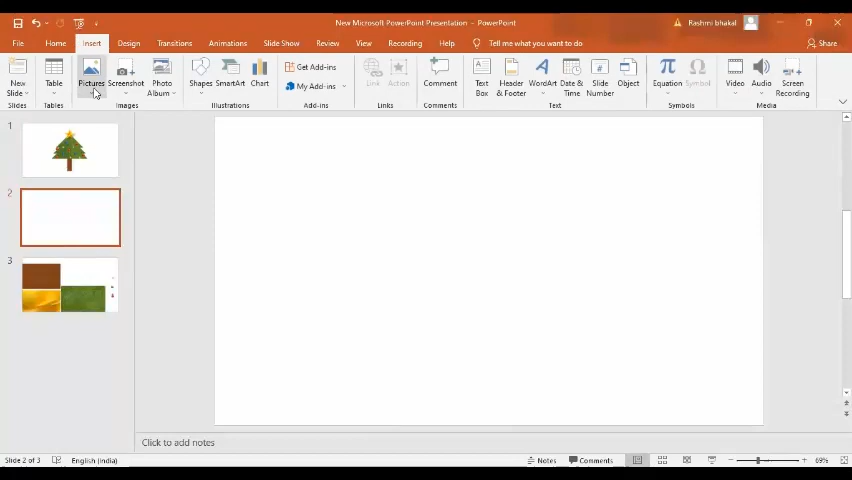 New Microsoft PowerPoint Presentation - PowerPoint
Rashmi bhakal
File Home Insert Design Transitions Animations Slide Show Review View Recording Help Tell me what you want to do Share
New Slide
Table
Pictures
Screenshot
Photo Album
Shapes
SmartArt
Chart
Get Add-ins
My Add-ins
Link
Action
Comment
Text Box
Header & Footer
WordArt
Date & Time
Slide Number
Object
Equation
Symbol
Video
Audio
Screen Recording
Slides Tables Images Illustrations Add-ins Links Comments Text Symbols Media
1
2
3
Click to add notes
Slide 2 of 3 English (India) Notes Comments 69%